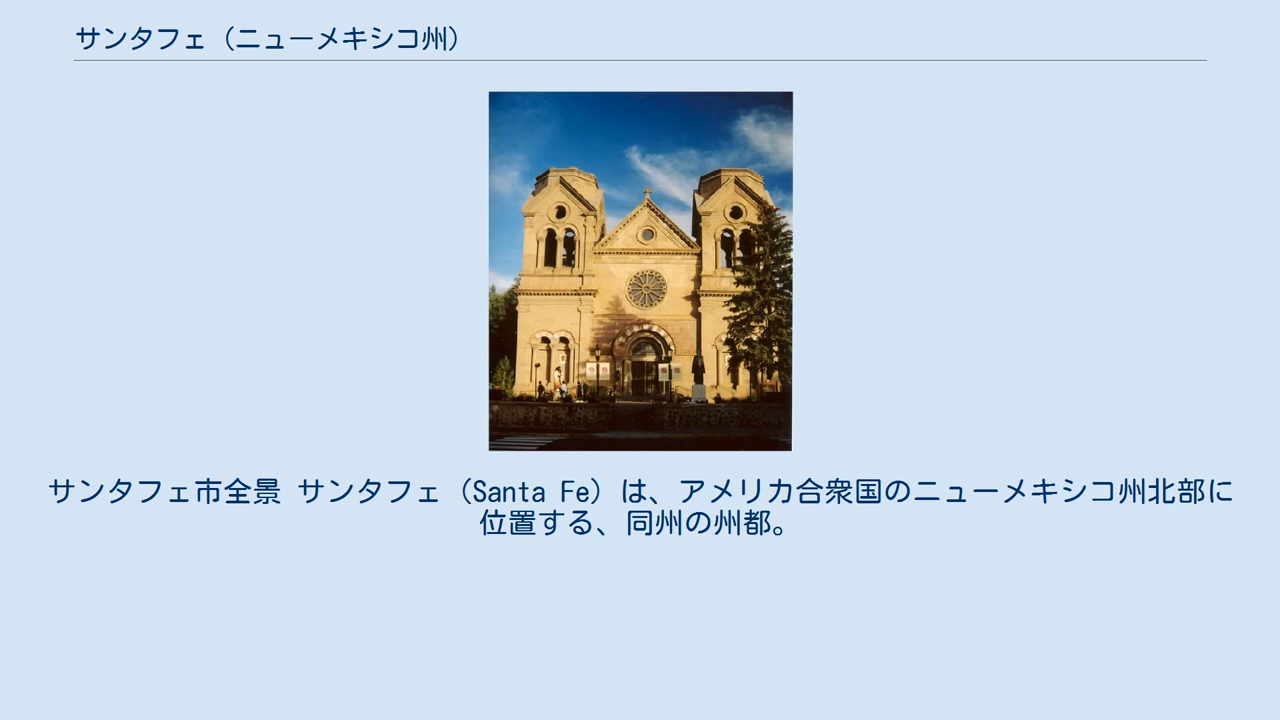 サンタフェ（ニューメキシコ州）
サンタフェ市全景 サンタフェ（Santa Fe）は、アメリカ合衆国のニューメキシコ州北部に
位置する、同州の州都。